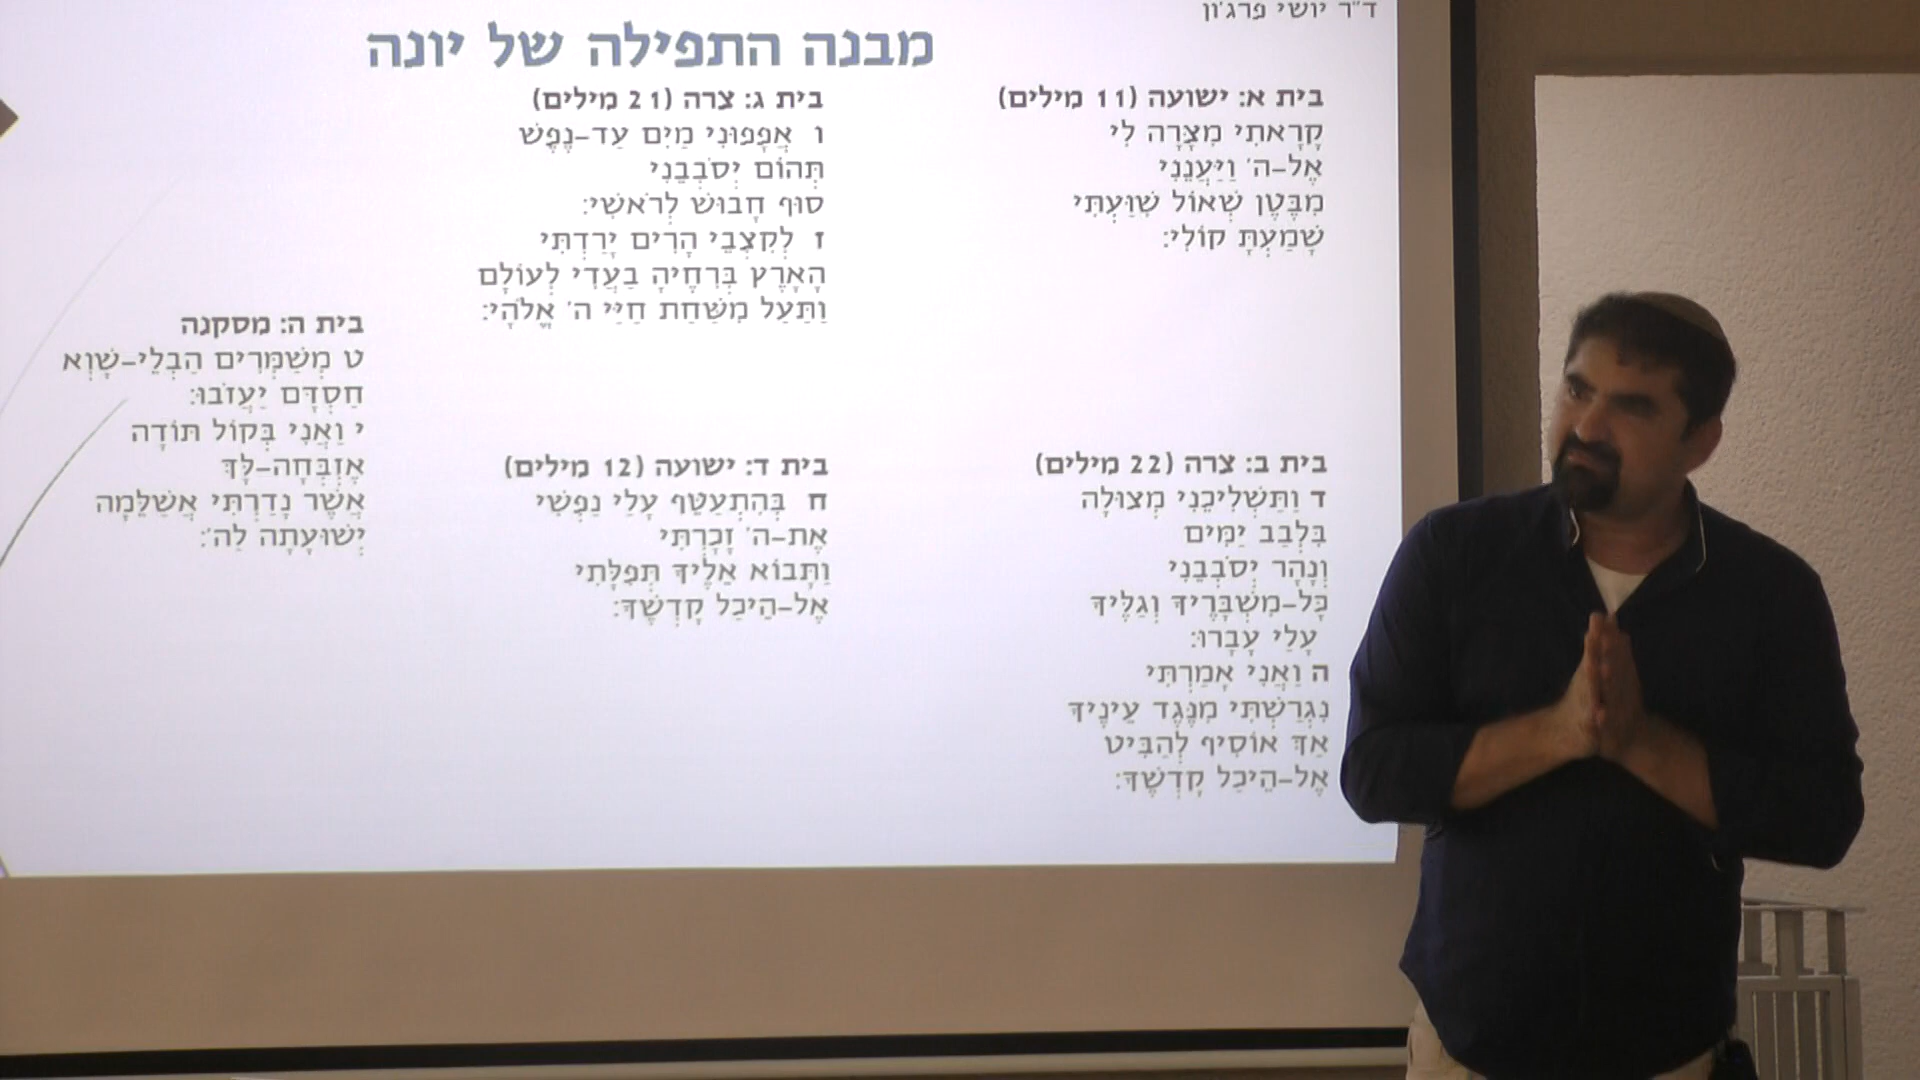 ד"ר יושי פרג'ון
מבנה התפילה של יונה
בית א: ישועה (11 מילים)
קָרָאתִי מִצָּרָה לִי
אֶל-ה' וַיַּעֲנֵנִי
מִבֶּטֶן שְׁאוֹל שִׁוַּעְתִּי
שָׁמַעְתָּ קוֹלִי:
בית ב: צרה (22 מילים)
ד וַתַּשְׁלִיכֵנִי מְצוּלָה
בִּלְבַב יַמִּים
וְנָהָר יְסֹבְבֵנִי
כָּל-מִשְׁבָּרֶיךָ וְגַלֶּיךָ
עָלַי עָבָרוּ:
ה וַאֲנִי אָמַרְתִּי
נִגְרַשְׁתִּי מִנֶּגֶד עֵינֶיךָ
אַךְ אוֹסִיף לְהַבִּיט
אֶל-הֵיכַל קָדְשֶׁךָ:
בית ג: צרה (21 מילים)
ו אֲפָפוּנִי מַיִם עַד-נֶפֶשׁ
תְּהוֹם יְסֹבְבֵנִי
סוּף חָבוּשׁ לְרֹאשִׁי:
ז לְקִצְבֵי הָרִים יָרַדְתִּי
הָאָרֶץ בְּרִחֶיהָ בַעֲדִי לְעוֹלָם
וַתַּעַל מִשַּׁחַת חַיַּי ה' אֱלֹהָי:
בית ד: ישועה (12 מילים)
ח בְּהִתְעַטֵּף עָלַי נַפְשִׁי
אֶת-ה' זָכָרְתִּי
וַתָּבוֹא אֵלֶיךָ תְּפִלָּתִי
אֶל-הֵיכַל קָדְשֶׁךָ:
בית ה: מסקנה
ט מְשַׁמְּרִים הַבְלֵי-שָׁוְא
חַסְדָּם יַעֲזֹבוּ:
י וַאֲנִי בְּקוֹל תּוֹדָה
אֶזְבְּחָה-לָּךְ
אֲשֶׁר נָדַרְתִּי אֲשַׁלֵּמָה
יְשׁוּעָתָה לַה':